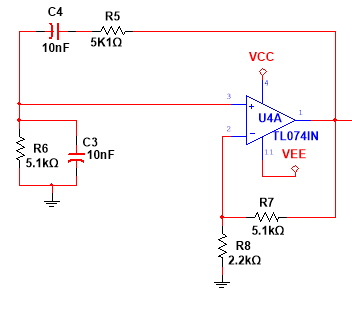 C4
R5
10nF
5K1Ω
VCC
4
3
+
1
U4A
TL074IN
2
−
11
VEE
R6
5.1kΩ
C3
10nF
R7
5.1kΩ
R8
2.2kΩ